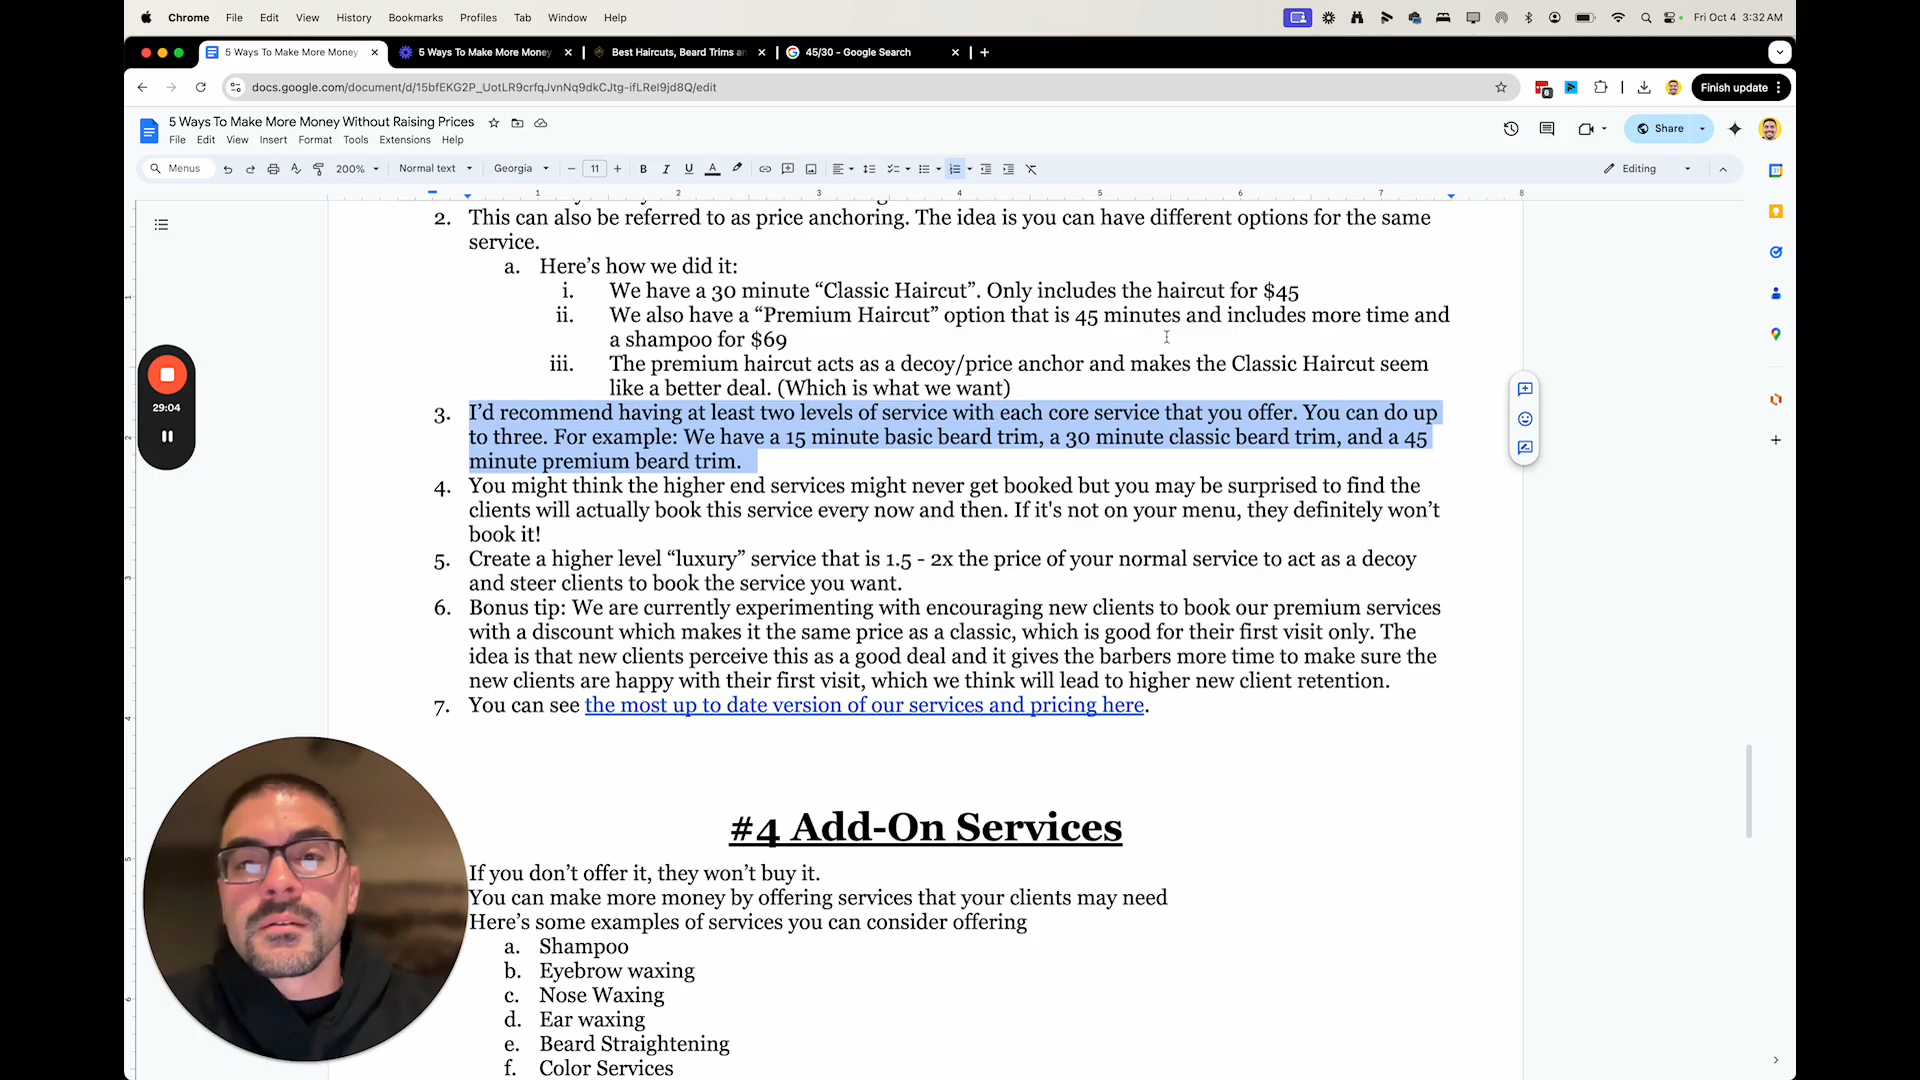 Chrome File Edit View History Bookmarks Profiles Tab Window Help
Fri Oct 4 3:32 AM
5 Ways To Make More Money
5 Ways To Make More Money
Best Haircuts, Beard Trims an
45/30 - Google Search
docs.google.com/document/d/15bfEKG2P_UotLR9crfqJvnNq9dkCJtg-ifLRel9jd8Q/edit
6
Finish update
5 Ways To Make More Money Without Raising Prices
File Edit View Insert Format Tools Extensions Help
Share
Menus 200% Normal text Georgia 11 B I U A Editing
1 2 3 4 5 6 7 8
2. This can also be referred to as price anchoring. The idea is you can have different options for the same
service.
a. Here's how we did it:
i. We have a 30 minute “Classic Haircut”. Only includes the haircut for $45
ii. We also have a “Premium Haircut” option that is 45 minutes and includes more time and
a shampoo for $69
iii. The premium haircut acts as a decoy/price anchor and makes the Classic Haircut seem
like a better deal. (Which is what we want)
3. I’d recommend having at least two levels of service with each core service that you offer. You can do up
to three. For example: We have a 15 minute basic beard trim, a 30 minute classic beard trim, and a 45
minute premium beard trim.
4. You might think the higher end services might never get booked but you may be surprised to find the
clients will actually book this service every now and then. If it's not on your menu, they definitely won’t
book it!
5. Create a higher level “luxury” service that is 1.5 - 2x the price of your normal service to act as a decoy
and steer clients to book the service you want.
6. Bonus tip: We are currently experimenting with encouraging new clients to book our premium services
with a discount which makes it the same price as a classic, which is good for their first visit only. The
idea is that new clients perceive this as a good deal and it gives the barbers more time to make sure the
new clients are happy with their first visit, which we think will lead to higher new client retention.
7. You can see the most up to date version of our services and pricing here.
29:04
#4 Add-On Services
If you don’t offer it, they won’t buy it.
You can make more money by offering services that your clients may need
Here’s some examples of services you can consider offering
a. Shampoo
b. Eyebrow waxing
c. Nose Waxing
d. Ear waxing
e. Beard Straightening
f. Color Services